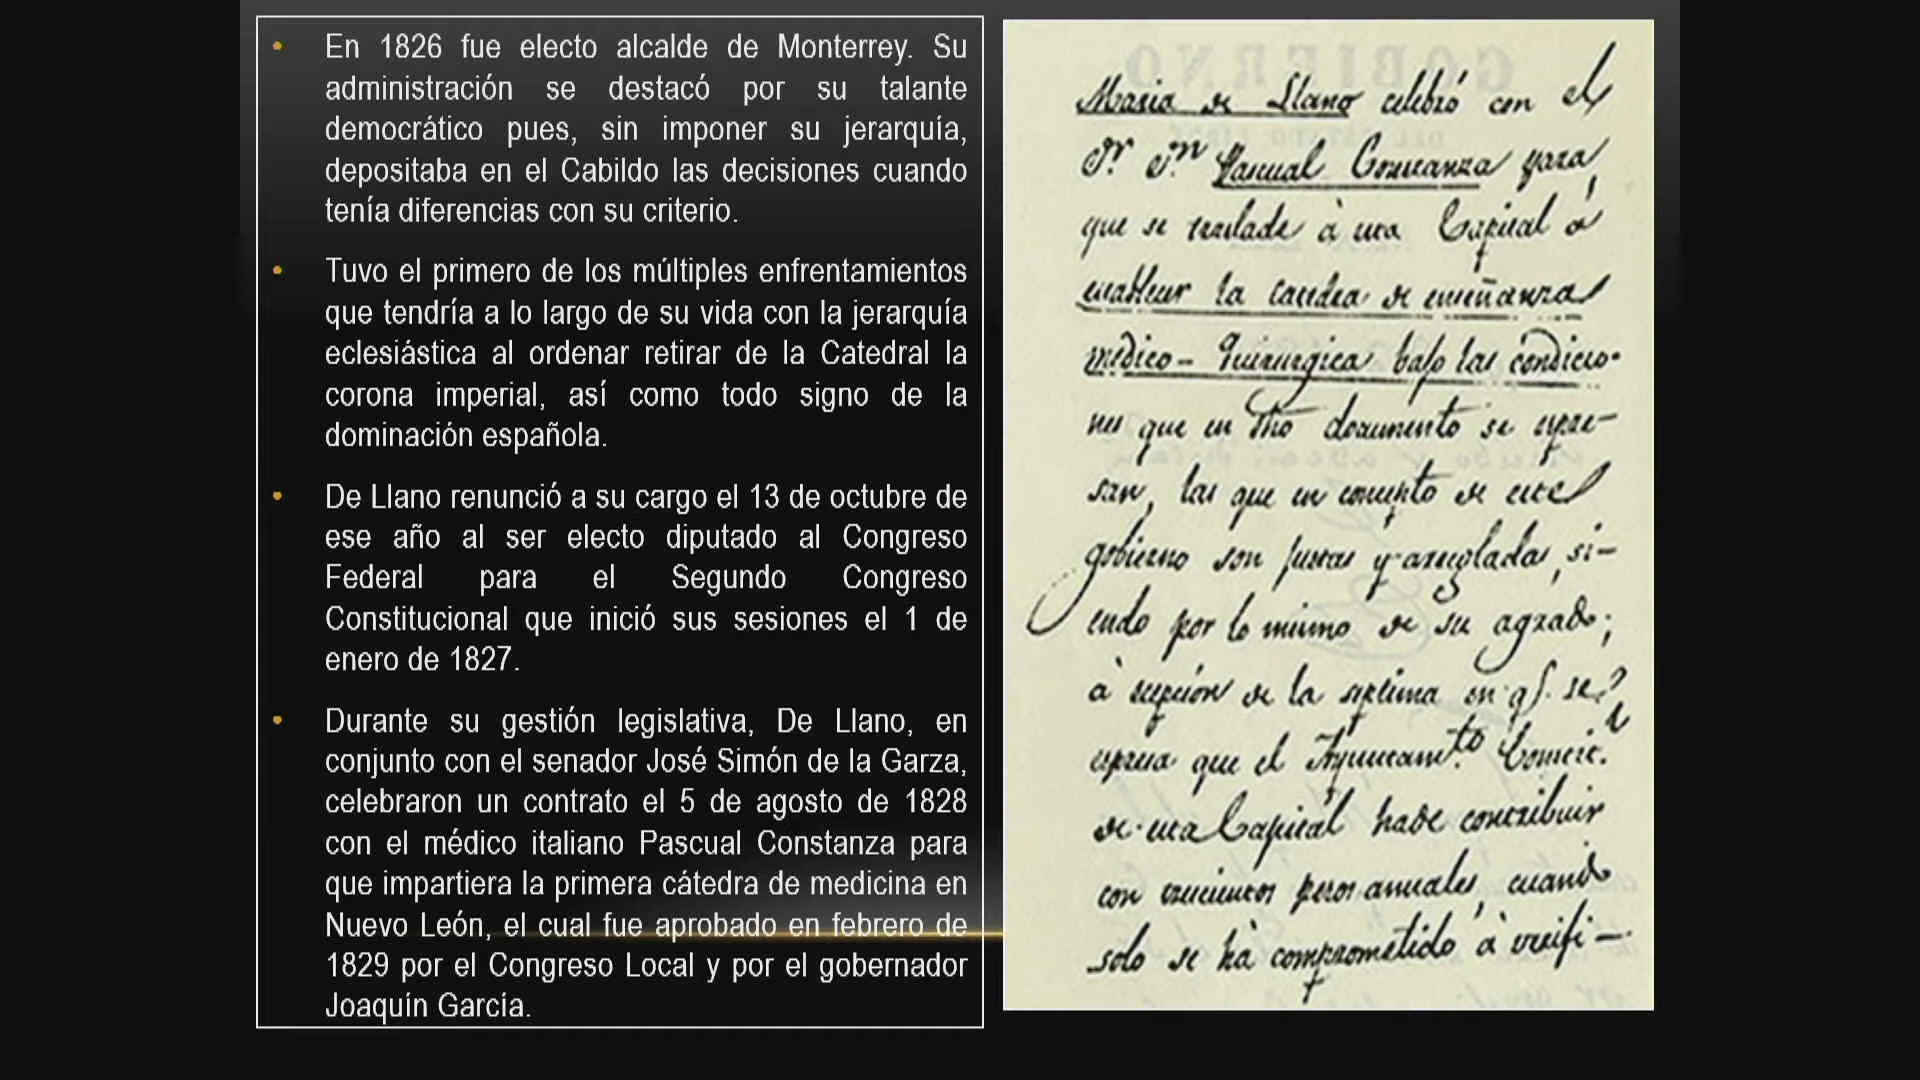 • En 1826 fue electo alcalde de Monterrey. Su
administración se destacó por su talante
democrático pues, sin imponer su jerarquía,
depositaba en el Cabildo las decisiones cuando
tenía diferencias con su criterio.
• Tuvo el primero de los múltiples enfrentamientos
que tendría a lo largo de su vida con la jerarquía
eclesiástica al ordenar retirar de la Catedral la
corona imperial, así como todo signo de la
dominación española.
• De Llano renunció a su cargo el 13 de octubre de
ese año al ser electo diputado al Congreso
Federal para el Segundo Congreso
Constitucional que inició sus sesiones el 1 de
enero de 1827.
• Durante su gestión legislativa, De Llano, en
conjunto con el senador José Simón de la Garza,
celebraron un contrato el 5 de agosto de 1828
con el médico italiano Pascual Constanza para
que impartiera la primera cátedra de medicina en
Nuevo León, el cual fue aprobado en febrero de
1829 por el Congreso Local y por el gobernador
Joaquín García.
Maria de Llano celebró con el
Sr. Dn Pascual Constanza para
que se traslade à esta Capital á
establecer la catedra de enseñanza
medico-Quirurgica bajo las condicio-
nes que en dho documento se espre-
san, las que en concepto de este
gobierno son justas y arregladas, si-
endo por lo mismo de su agrado;
à sepcion de la septima en q. se
espresa que el Ayuntamto.
de esta Capital habe contribuir
con trecientos pesos anuales, cuando
solo se hà comprometido à verifi-